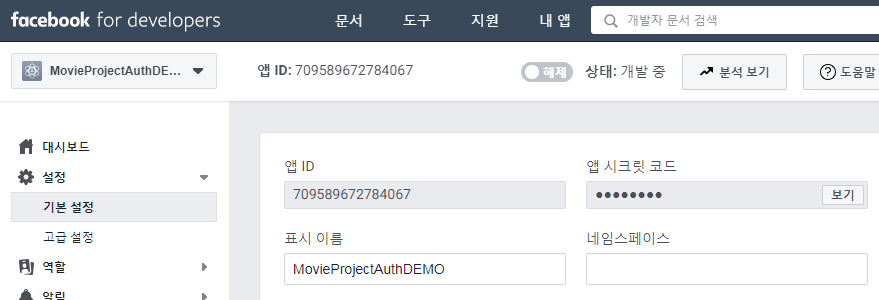 facebook for developers 문서 도구 지원 내 앱 개발자 문서 검색
MovieProjectAuthDE... 앱 ID: 709589672784067 해제 상태: 개발 중 분석 보기 도움말
대시보드
설정
기본 설정
고급 설정
역할
알림
앱 ID 앱 시크릿 코드
709589672784067 ●●●●●●●● 보기
표시 이름 네임스페이스
MovieProjectAuthDEMO